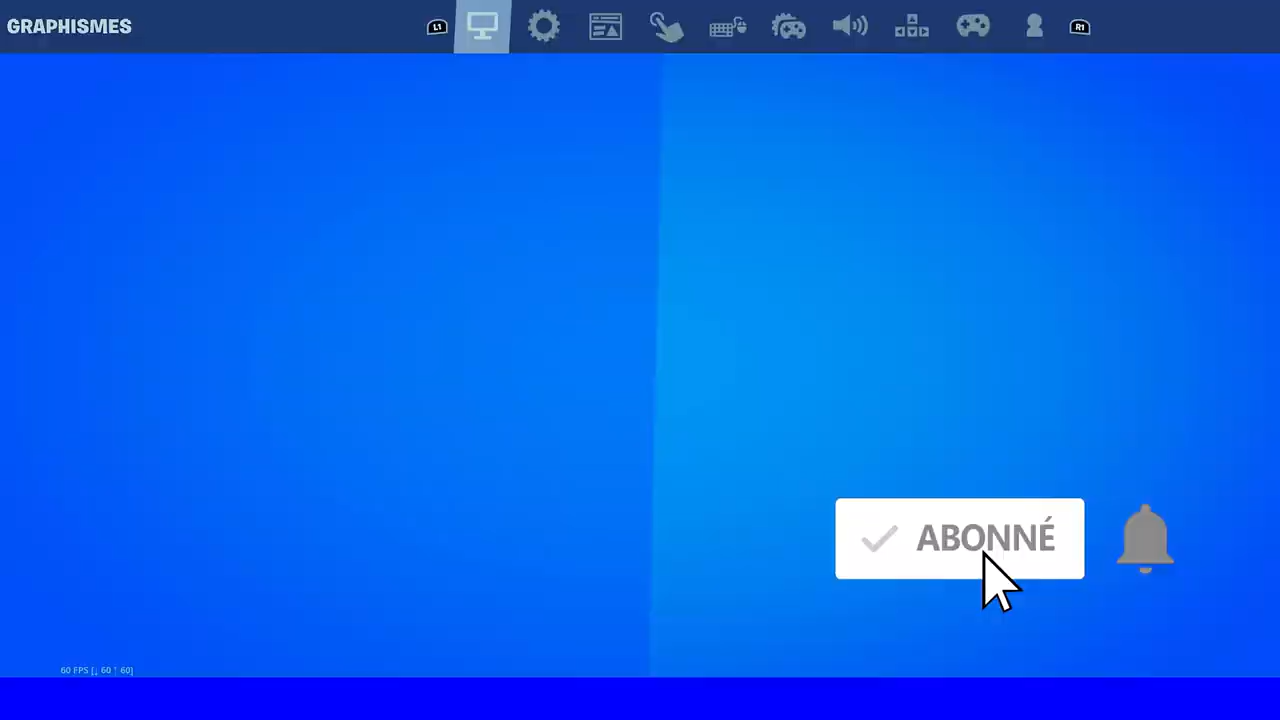 GRAPHISMES
L1
R1
ABONNÉ
60 FPS [↓ 60 ↑ 60]